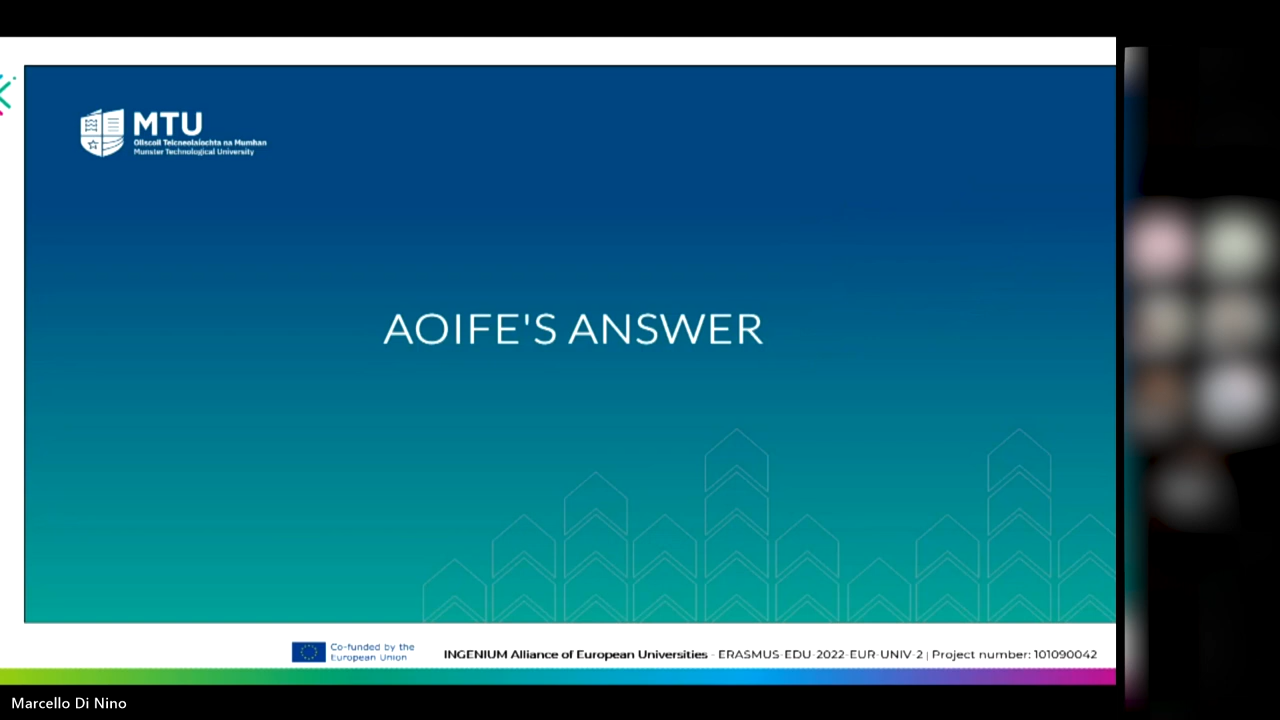 MTU
Ollscoil Teicneolaíochta na Mumhan
Munster Technological University
AOIFE'S ANSWER
Co-funded by the
European Union
INGENIUM Alliance of European Universities - ERASMUS-EDU-2022-EUR-UNIV-2 | Project number: 101090042
Marcello Di Nino